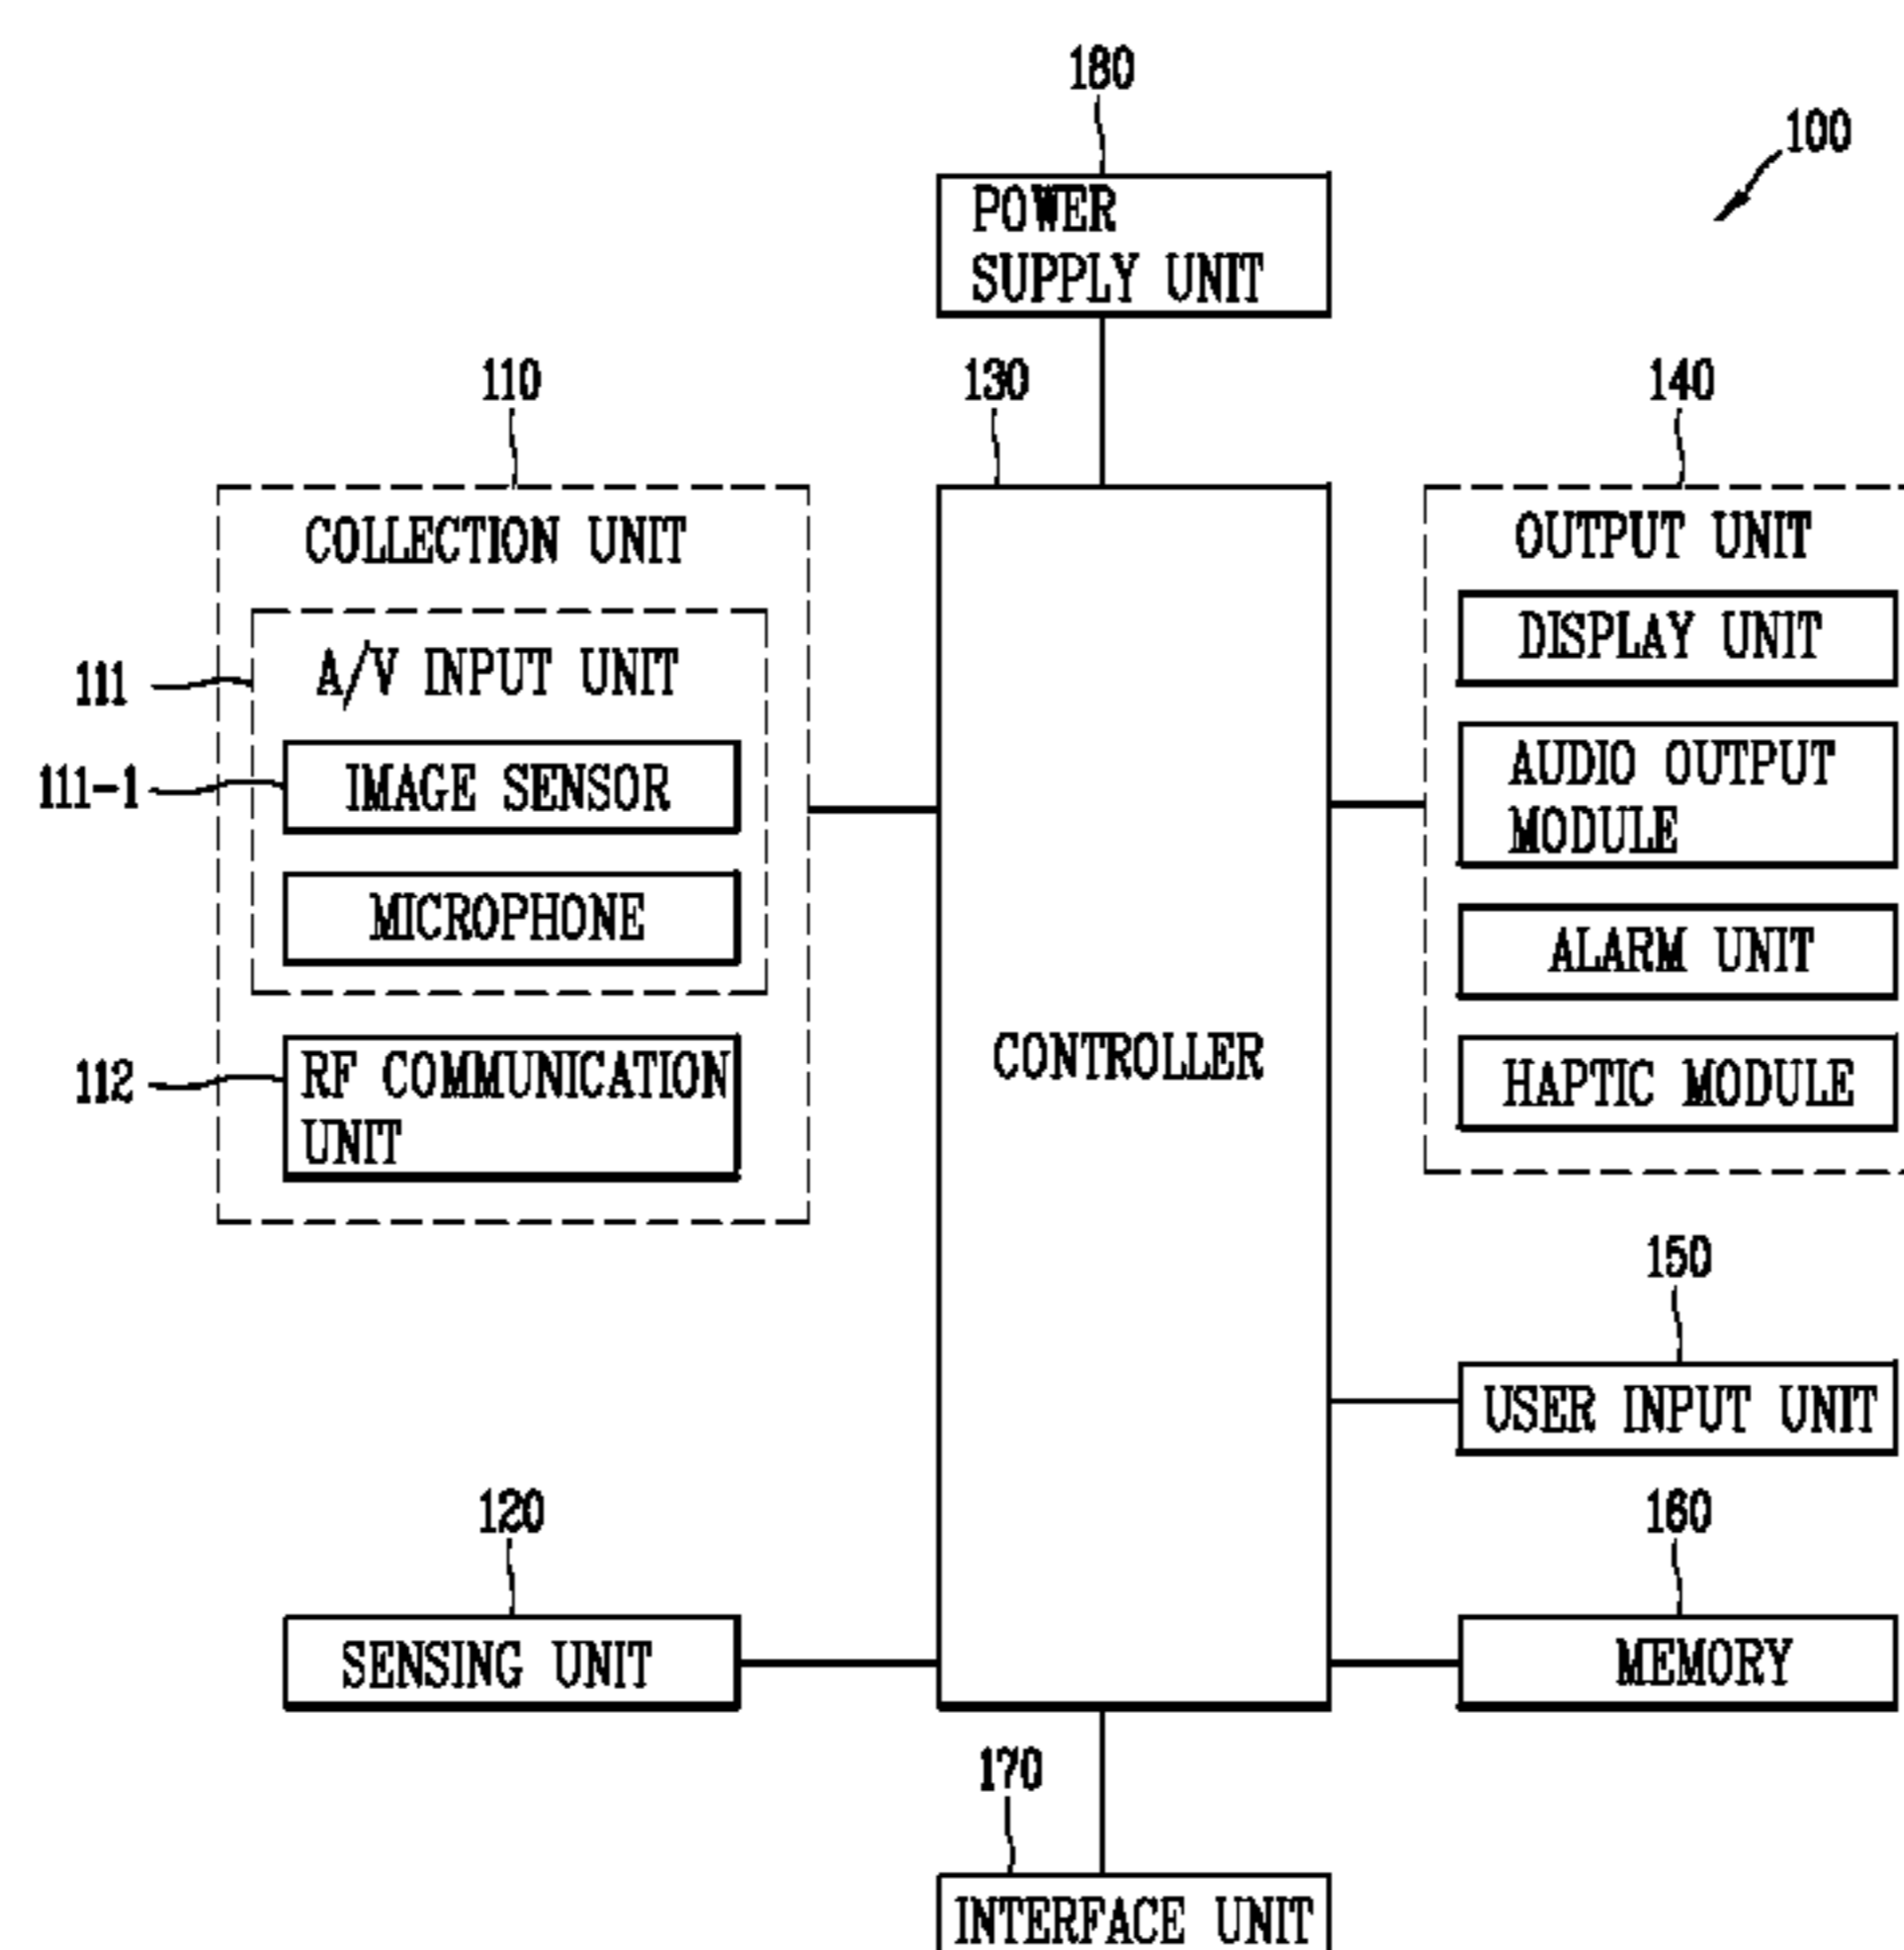 180
100
POWER
SUPPLY UNIT
110
130
140
COLLECTION UNIT
OUTPUT UNIT
DISPLAY UNIT
111
A/V INPUT UNIT
AUDIO OUTPUT
MODULE
111-1
IMAGE SENSOR
MICROPHONE
ALARM UNIT
112
RF COMMUNICATION
UNIT
CONTROLLER
HAPTIC MODULE
150
USER INPUT UNIT
120
160
SENSING UNIT
MEMORY
170
INTERFACE UNIT